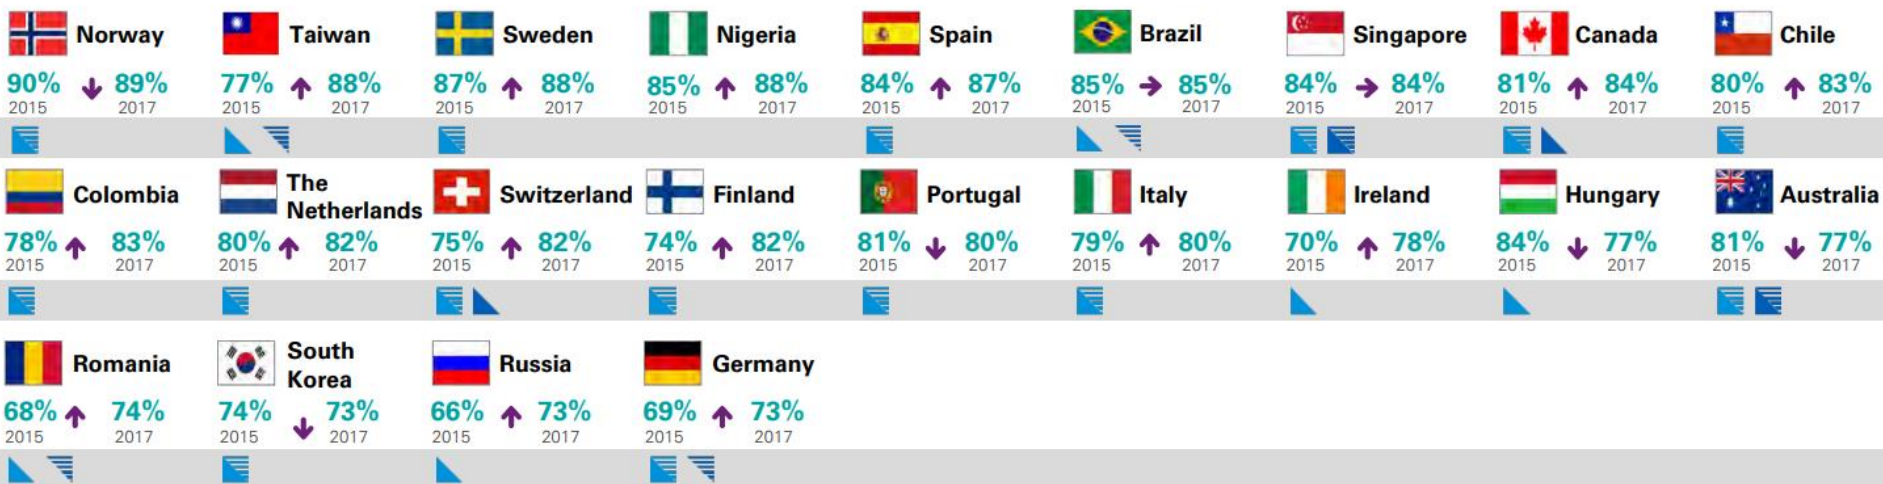 Norway Taiwan Sweden Nigeria Spain Brazil Singapore Canada Chile
90% 89% 77% 88% 87% 88% 85% 88% 84% 87% 85% 85% 84% 84% 81% 84% 80% 83%
2015 2017 2015 2017 2015 2017 2015 2017 2015 2017 2015 2017 2015 2017 2015 2017 2015 2017
Colombia The Netherlands Switzerland Finland Portugal Italy Ireland Hungary Australia
78% 83% 80% 82% 75% 82% 74% 82% 81% 80% 79% 80% 70% 78% 84% 77% 81% 77%
2015 2017 2015 2017 2015 2017 2015 2017 2015 2017 2015 2017 2015 2017 2015 2017 2015 2017
Romania South Korea Russia Germany
68% 74% 74% 73% 66% 73% 69% 73%
2015 2017 2015 2017 2015 2017 2015 2017